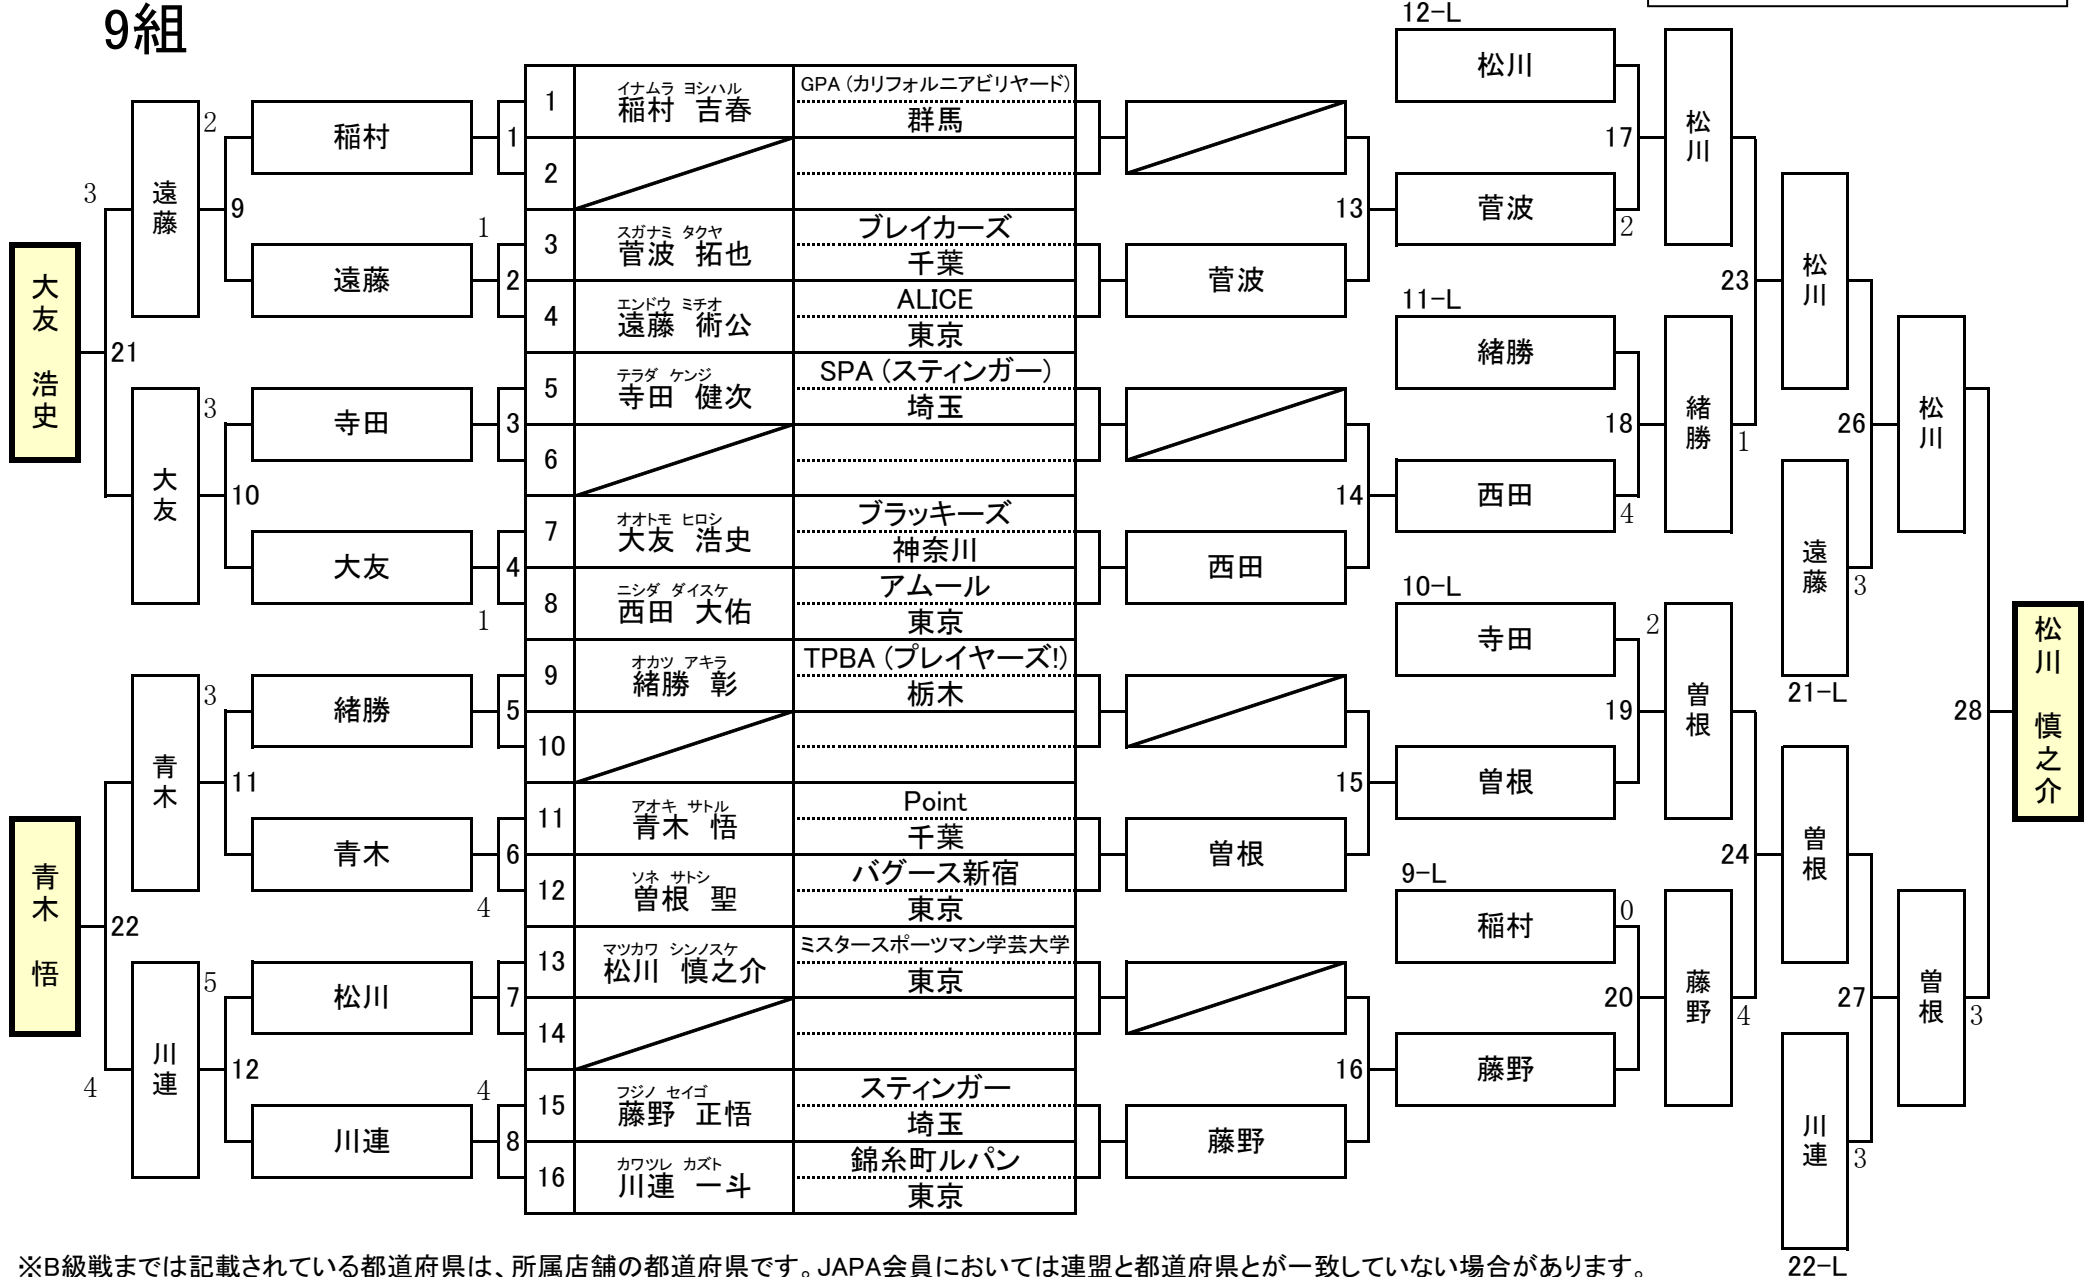 9組
大友 浩史
青木 悟
3
21
22
4
遠藤
大友
青木
川連
2
9
3
10
3
11
5
12
稲村
遠藤
寺田
大友
緒勝
青木
松川
川連
1
1
2
3
4
1
5
6
4
7
4
8
1
イナムラ ヨシハル
稲村 吉春
GPA (カリフォルニアビリヤード)
群馬
2
3
スガナミ タクヤ
菅波 拓也
ブレイカーズ
千葉
4
エンドウ ミチオ
遠藤 術公
ALICE
東京
5
テラダ ケンジ
寺田 健次
SPA (スティンガー)
埼玉
6
7
オオトモ ヒロシ
大友 浩史
ブラッキーズ
神奈川
8
ニシダ ダイスケ
西田 大佑
アムール
東京
9
オカツ アキラ
緒勝 彰
TPBA (プレイヤーズ!)
栃木
10
11
アオキ サトル
青木 悟
Point
千葉
12
ソネ サトシ
曽根 聖
バグース新宿
東京
13
マツカワ シンノスケ
松川 慎之介
ミスタースポーツマン学芸大学
東京
14
15
フジノ セイゴ
藤野 正悟
スティンガー
埼玉
16
カワツレ カズト
川連 一斗
錦糸町ルパン
東京
菅波
西田
曽根
藤野
13
14
15
16
12-L
松川
17
菅波
2
11-L
緒勝
18
西田
4
10-L
寺田
2
19
曽根
9-L
稲村
0
20
藤野
松川
緒勝
1
曽根
藤野
4
23
24
松川
遠藤
3
21-L
曽根
川連
3
22-L
26
27
松川
曽根
3
28
松川 慎之介
※B級戦までは記載されている都道府県は、所属店舗の都道府県です。JAPA会員においては連盟と都道府県とが一致していない場合があります。